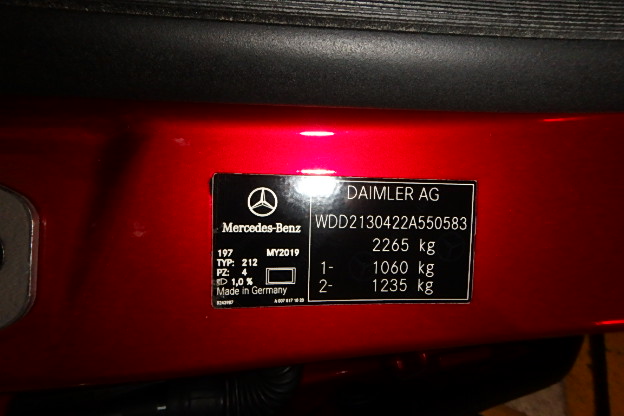 Mercedes-Benz
197 MY2019
TYP: 212
PZ: 4
1,0 %
Made in Germany
DAIMLER AG
WDD2130422A550583
2265 kg
1- 1060 kg
2- 1235 kg